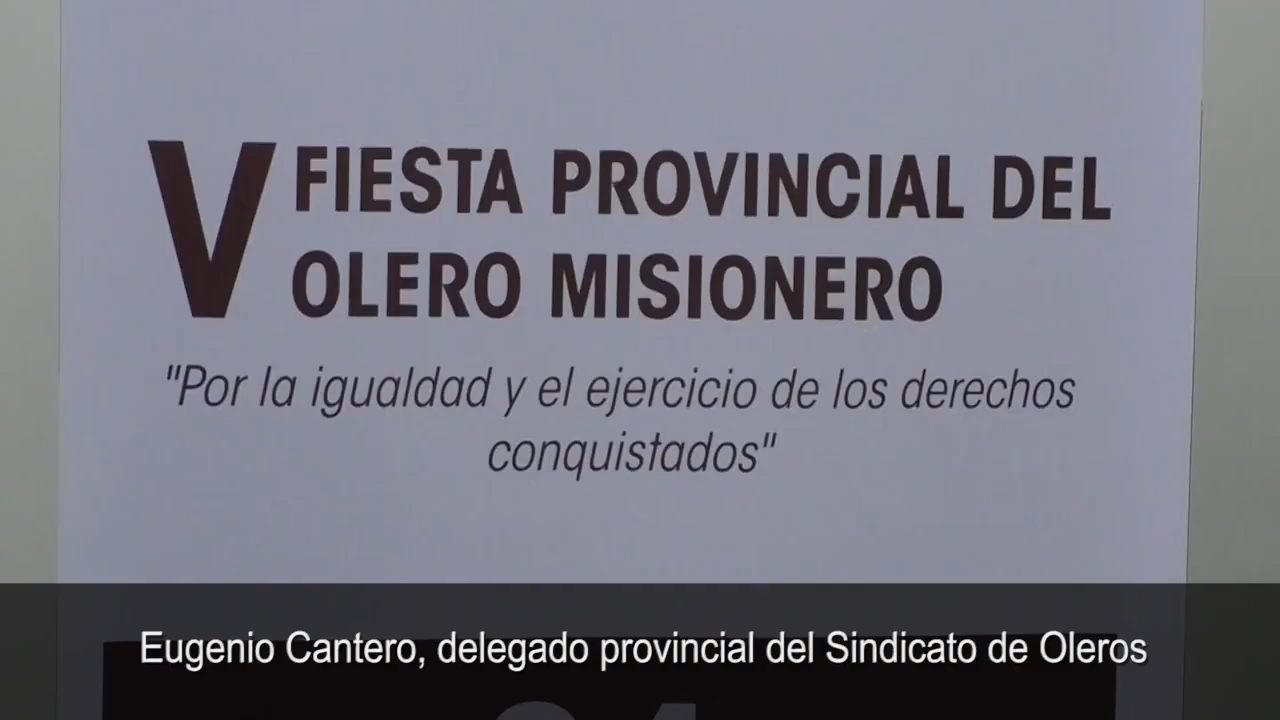 V FIESTA PROVINCIAL DEL
OLERO MISIONERO
"Por la igualdad y el ejercicio de los derechos
conquistados"
Eugenio Cantero, delegado provincial del Sindicato de Oleros